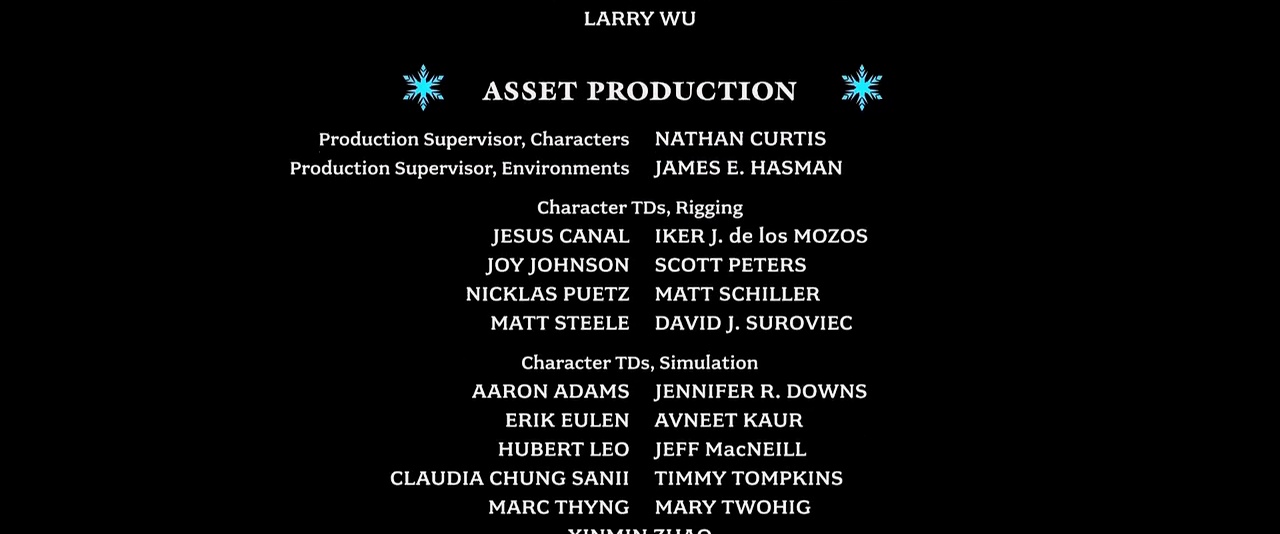 LARRY WU
ASSET PRODUCTION
Production Supervisor, Characters NATHAN CURTIS
Production Supervisor, Environments JAMES E. HASMAN
Character TDs, Rigging
JESUS CANAL IKER J. de los MOZOS
JOY JOHNSON SCOTT PETERS
NICKLAS PUETZ MATT SCHILLER
MATT STEELE DAVID J. SUROVIEC
Character TDs, Simulation
AARON ADAMS JENNIFER R. DOWNS
ERIK EULEN AVNEET KAUR
HUBERT LEO JEFF MacNEILL
CLAUDIA CHUNG SANII TIMMY TOMPKINS
MARC THYNG MARY TWOHIG
XINMIN ZHAO